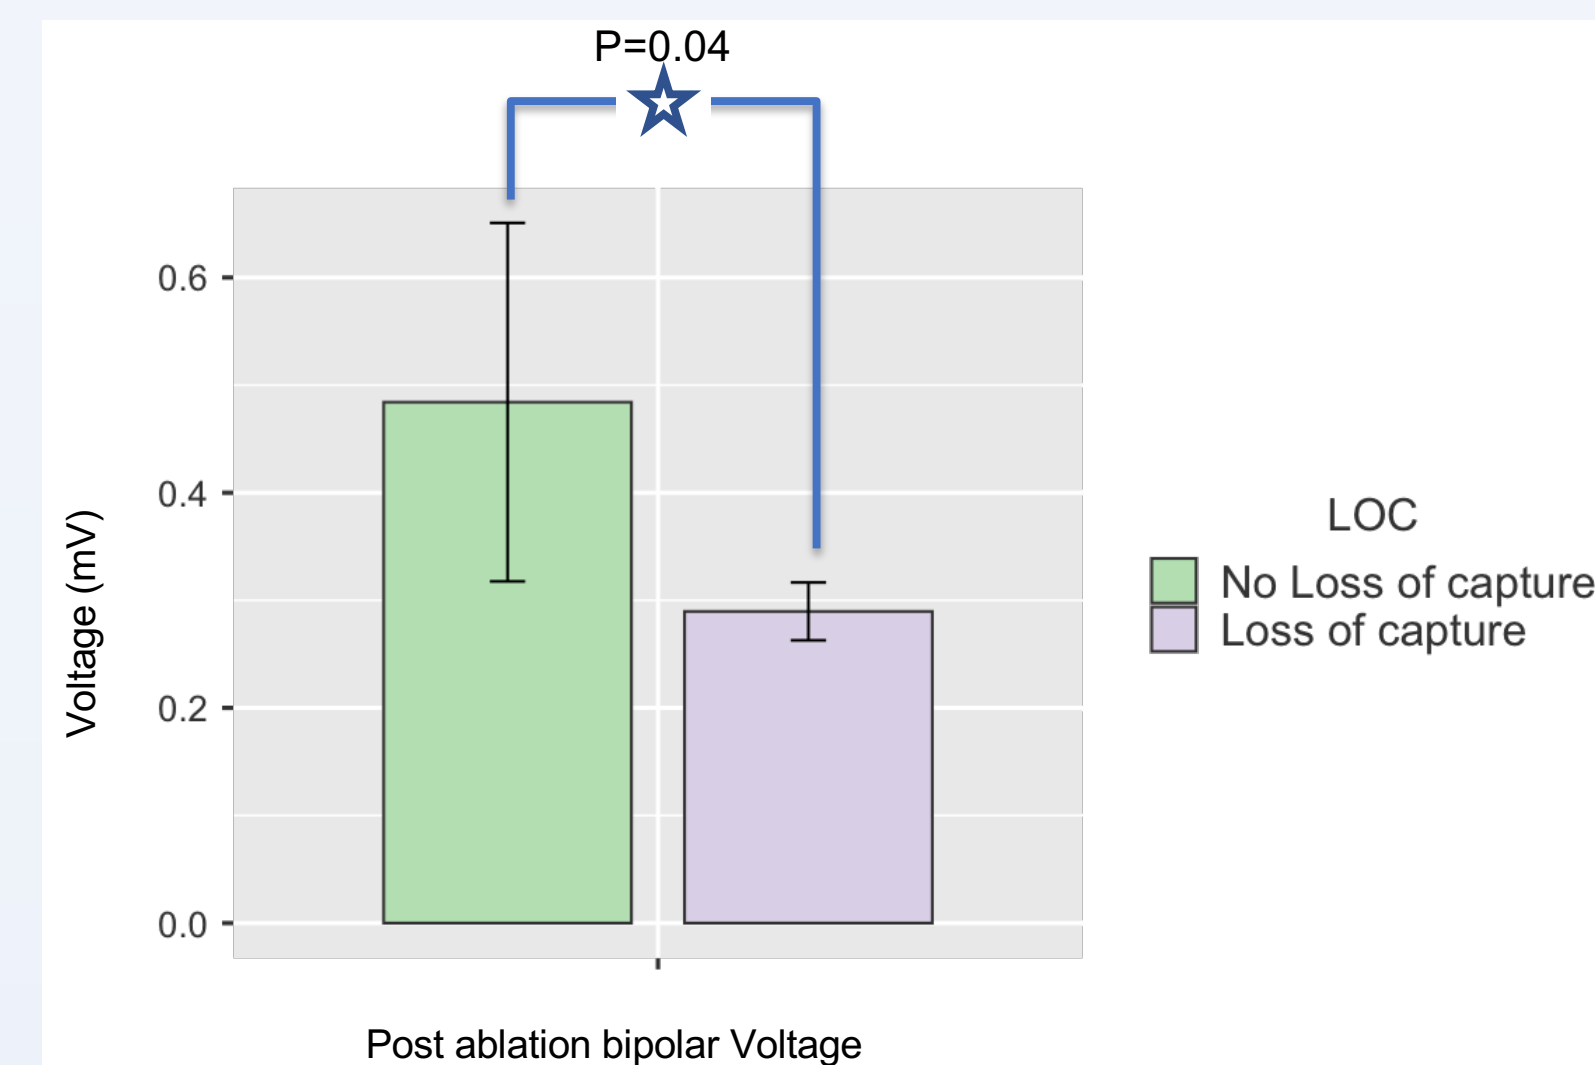 P=0.04
0.6
0.4
0.2
0.0
Voltage (mV)
Post ablation bipolar Voltage
LOC
No Loss of capture
Loss of capture